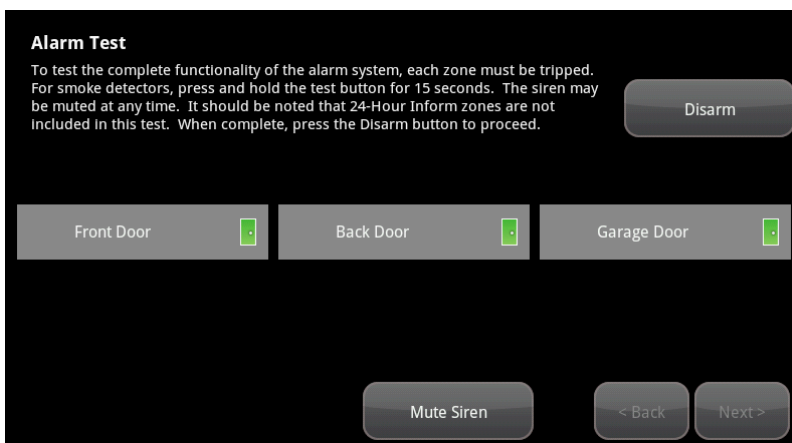 Alarm Test
To test the complete functionality of the alarm system, each zone must be tripped.
For smoke detectors, press and hold the test button for 15 seconds. The siren may
be muted at any time. It should be noted that 24-Hour Inform zones are not
included in this test. When complete, press the Disarm button to proceed.
Disarm
Front Door
Back Door
Garage Door
Mute Siren
< Back
Next >